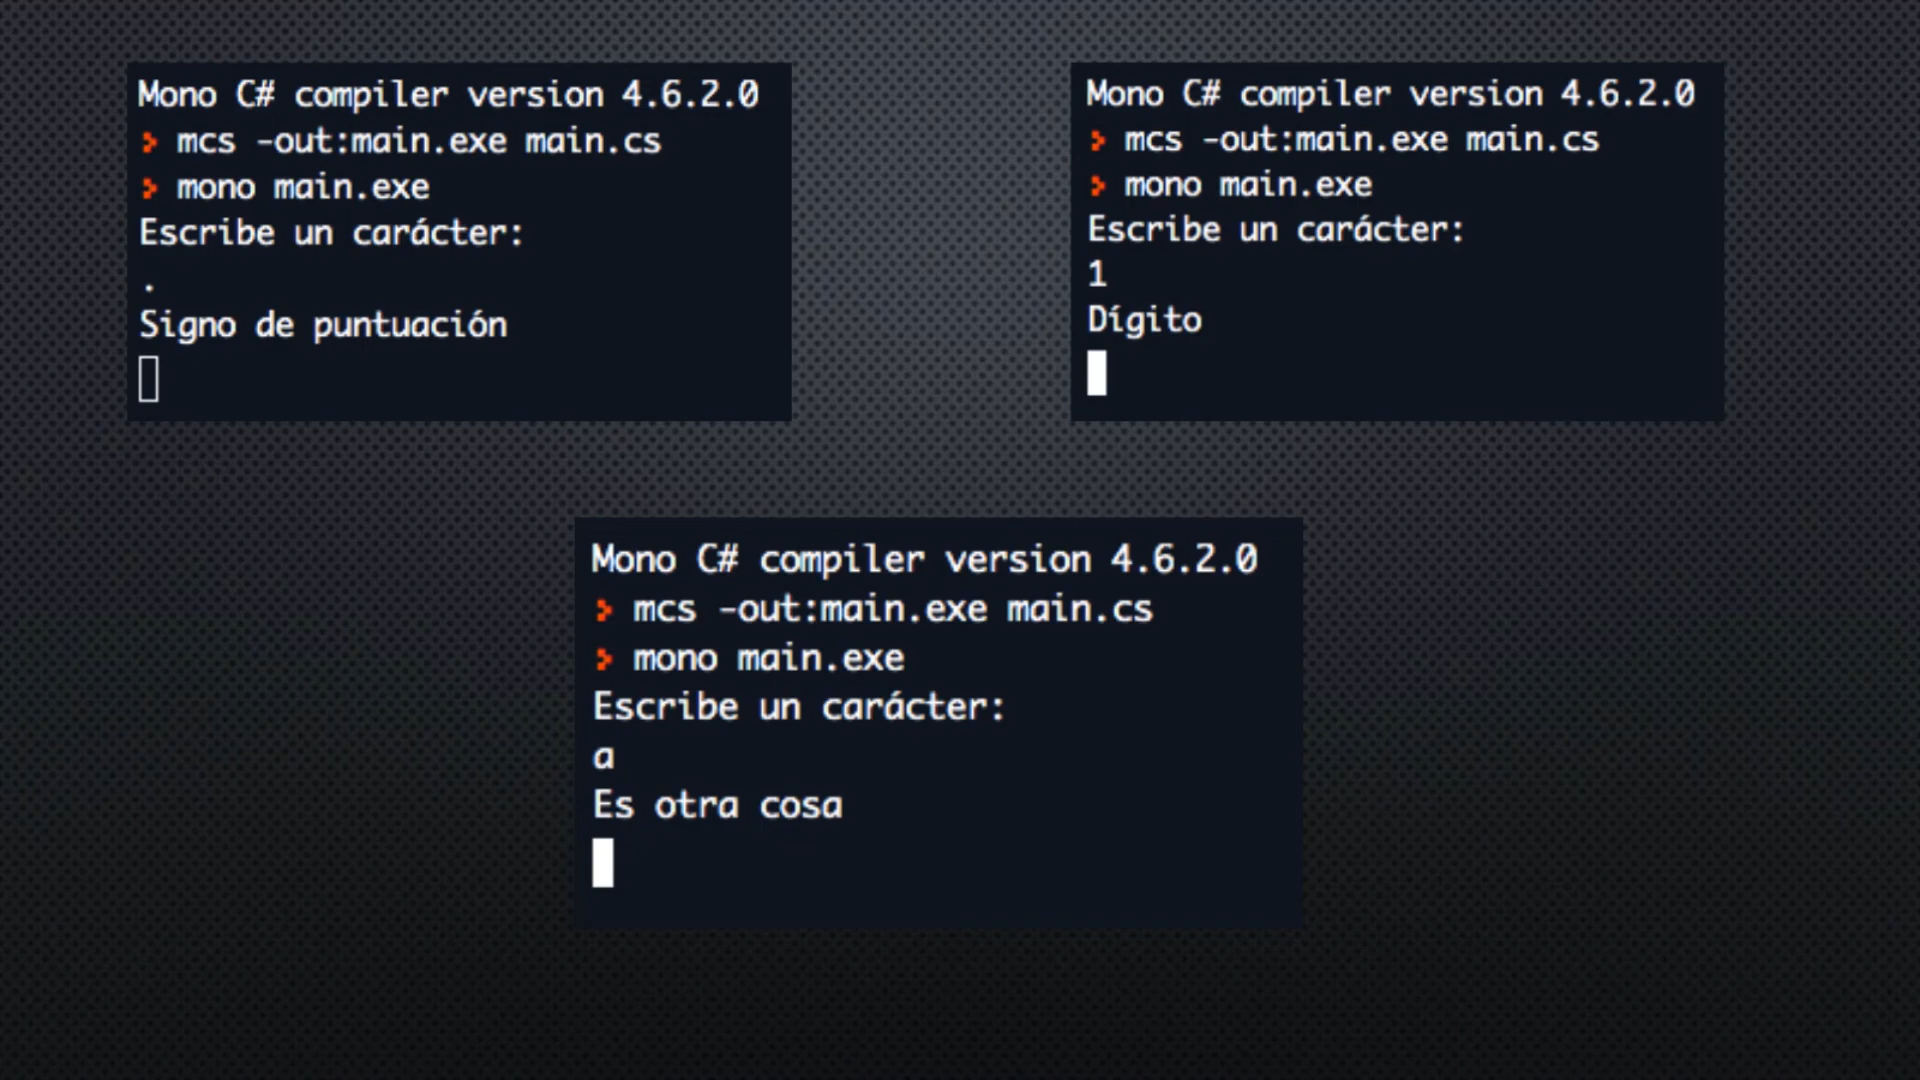 Mono C# compiler version 4.6.2.0
> mcs -out:main.exe main.cs
> mono main.exe
Escribe un carácter:
.
Signo de puntuación
Mono C# compiler version 4.6.2.0
> mcs -out:main.exe main.cs
> mono main.exe
Escribe un carácter:
1
Dígito
Mono C# compiler version 4.6.2.0
> mcs -out:main.exe main.cs
> mono main.exe
Escribe un carácter:
a
Es otra cosa